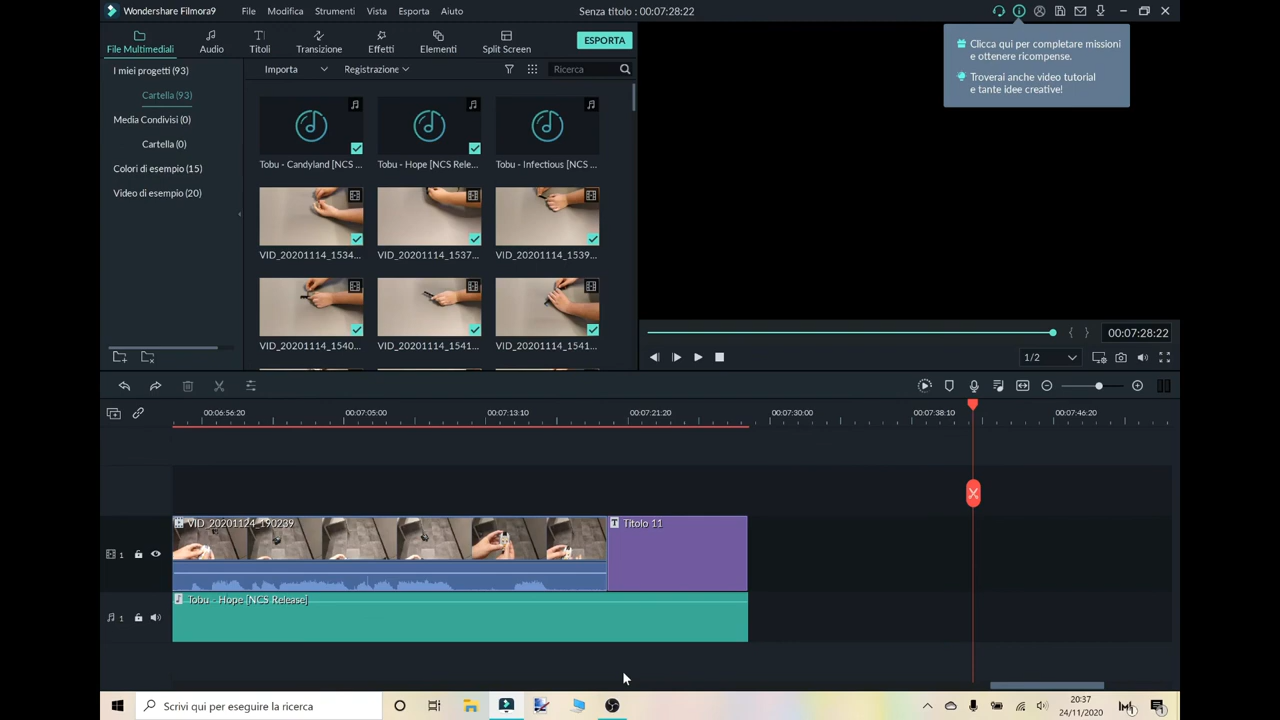 Wondershare Filmora9 File Modifica Strumenti Vista Esporta Aiuto Senza titolo : 00:07:28:22
File Multimediali Audio Titoli Transizione Effetti Elementi Split Screen ESPORTA
Clicca qui per completare missioni
e ottenere ricompense.
Troverai anche video tutorial
e tante idee creative!
I miei progetti (93)
Cartella (93)
Media Condivisi (0)
Cartella (0)
Colori di esempio (15)
Video di esempio (20)
Importa Registrazione Ricerca
Tobu - Candyland [NCS ... Tobu - Hope [NCS Rele... Tobu - Infectious [NCS ...
VID_20201114_1534... VID_20201114_1537... VID_20201114_1539...
VID_20201114_1540... VID_20201114_1541... VID_20201114_1541...
00:07:28:22
1/2
00:06:56:20 00:07:05:00 00:07:13:10 00:07:21:20 00:07:30:00 00:07:38:10 00:07:46:20
VID_20201124_190239 T Titolo 11
1
Tobu - Hope [NCS Release]
1
Scrivi qui per eseguire la ricerca
20:37
24/11/2020